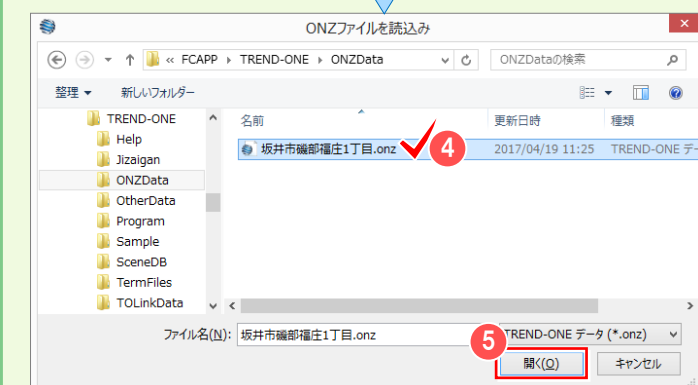 ONZファイルを読込み
« FCAPP ▸ TREND-ONE ▸ ONZData
ONZDataの検索
整理 新しいフォルダー
名前 更新日時 種類
TREND-ONE
Help
Jizaigan
ONZData
OtherData
Program
Sample
SceneDB
TermFiles
TOLinkData
坂井市磯部福庄1丁目.onz 2017/04/19 11:25 TREND-ONE デー
4
ファイル名(N): 坂井市磯部福庄1丁目.onz
TREND-ONE データ (*.onz)
5
開く(O) キャンセル